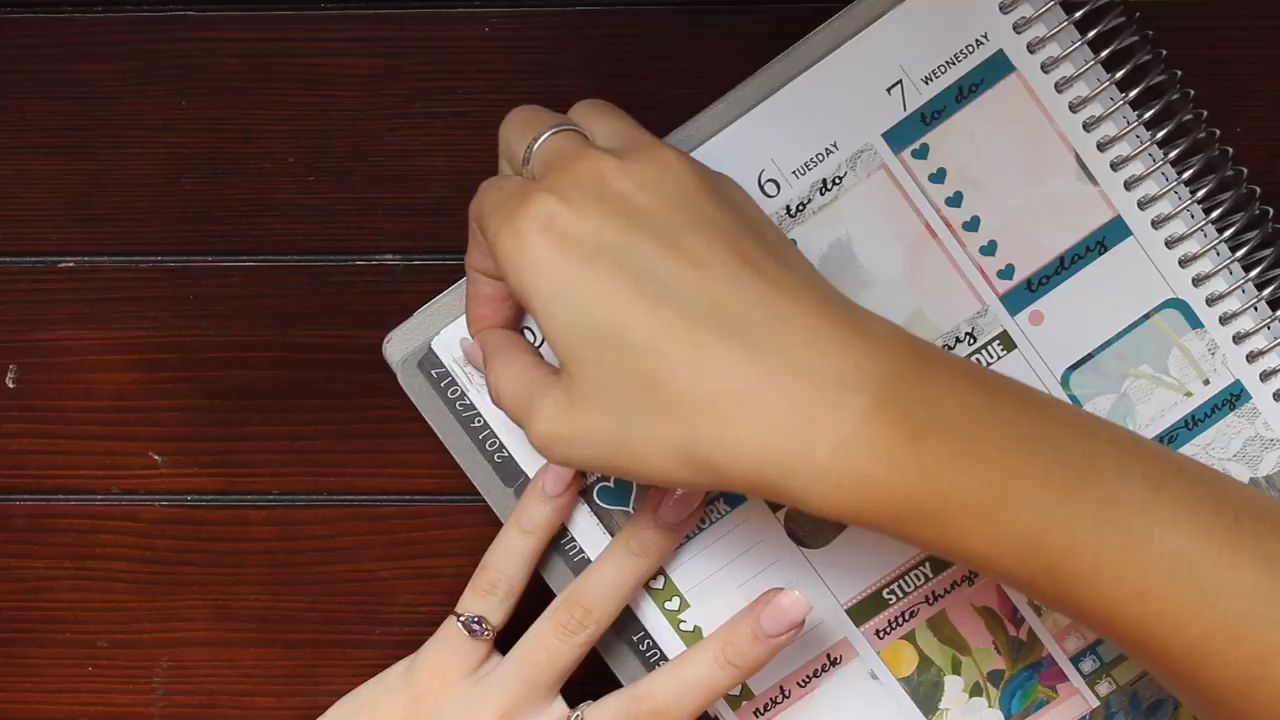 7 WEDNESDAY
to do
today
little things
6 TUESDAY
to do
DUE
2016/2017
WORK
STUDY
little things
next week
JUL
UST